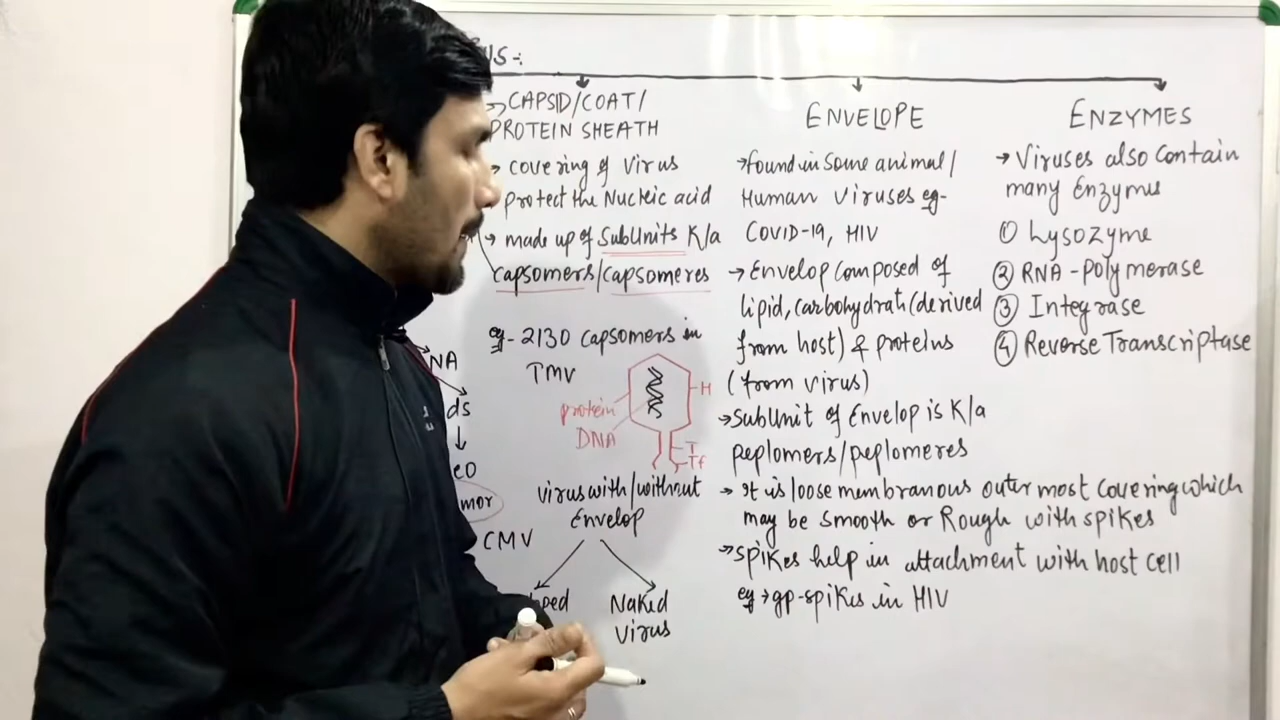 CAPSID/COAT/
PROTEIN SHEATH
→ covering of Virus
protect the Nucleic acid
→ made up of SubUnits K/a
capsomers/capsomeres
eg- 2130 capsomers in
TMV
protein
DNA
H
T
Tf
NA
ds
CMV
virus with/without
Envelop
Naked
Virus
ENVELOPE
→ found in Some animal/
Human Viruses eg-
COVID-19, HIV
→ Envelop Composed of
lipid, carbohydrate (derived
from host) & proteins
(from virus)
→ SubUnit of Envelop is K/a
peplomers/peplomeres
→ It is loose membranous outer most Covering which
may be Smooth or Rough with spikes
→ spikes help in attachment with host cell
eg → gp-spikes in HIV
ENZYMES
→ Viruses also Contain
many Enzymes
① Lysozyme
② RNA-polymerase
③ Integrase
④ Reverse Transcriptase